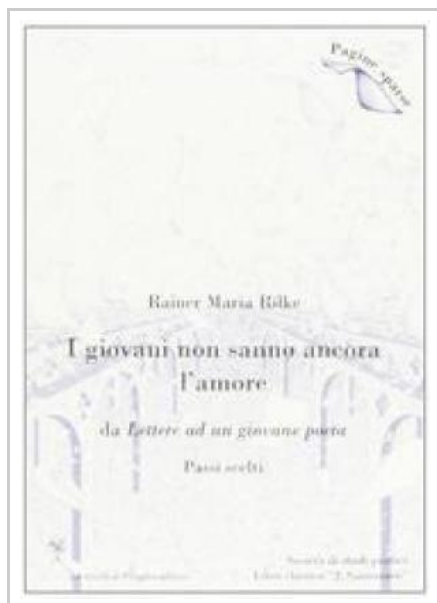 Pagine sparse
Rainer Maria Rilke
I giovani non sanno ancora
l'amore
da Lettere ad un giovane poeta
Passi scelti